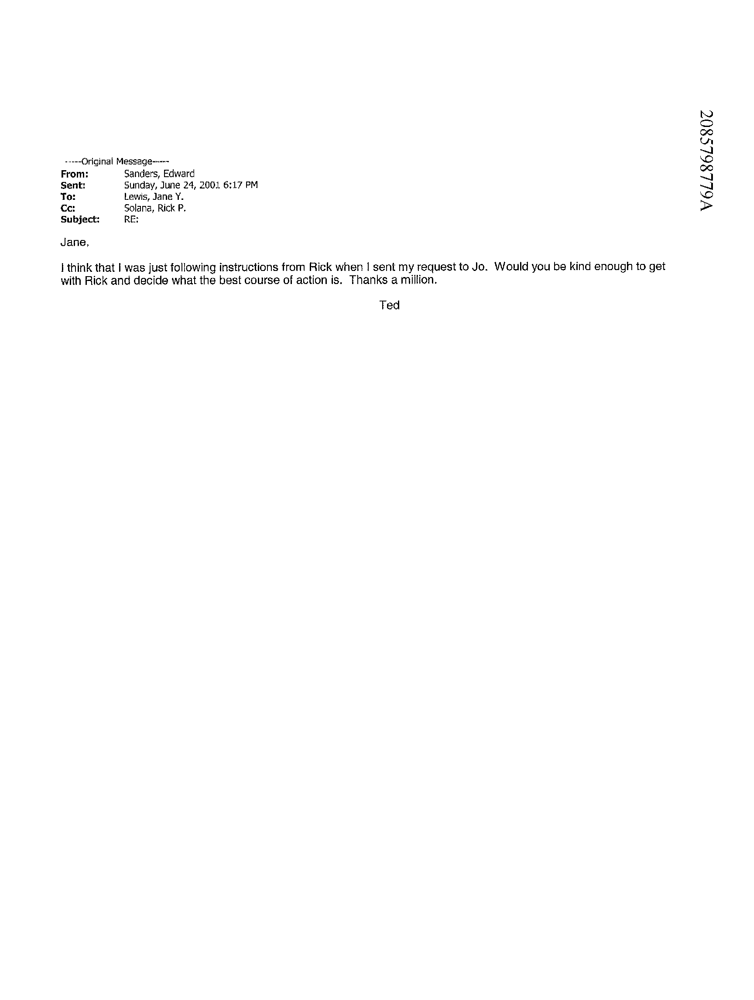 -----Original Message-----
From: Sanders, Edward
Sent: Sunday, June 24, 2001 6:17 PM
To: Lewis, Jane Y.
Cc: Solana, Rick P.
Subject: RE:
Jane,
I think that I was just following instructions from Rick when I sent my request to Jo. Would you be kind enough to get
with Rick and decide what the best course of action is. Thanks a million.
Ted
2085798779A